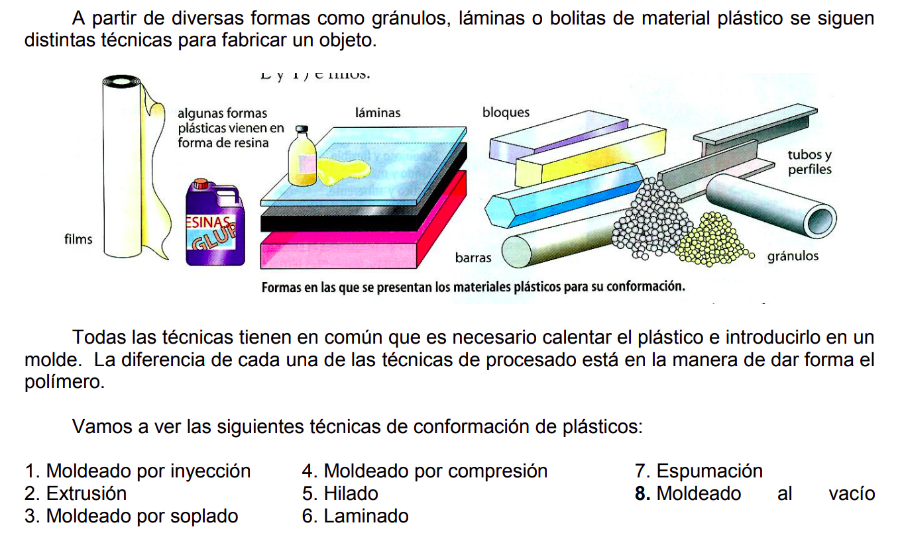 A partir de diversas formas como gránulos, láminas o bolitas de material plástico se siguen
distintas técnicas para fabricar un objeto.
algunas formas
plásticas vienen en
forma de resina
láminas
bloques
tubos y
perfiles
films
ESINAS
GLUP
barras
gránulos
Formas en las que se presentan los materiales plásticos para su conformación.
Todas las técnicas tienen en común que es necesario calentar el plástico e introducirlo en un
molde. La diferencia de cada una de las técnicas de procesado está en la manera de dar forma el
polímero.
Vamos a ver las siguientes técnicas de conformación de plásticos:
1. Moldeado por inyección
2. Extrusión
3. Moldeado por soplado
4. Moldeado por compresión
5. Hilado
6. Laminado
7. Espumación
8. Moldeado al vacío